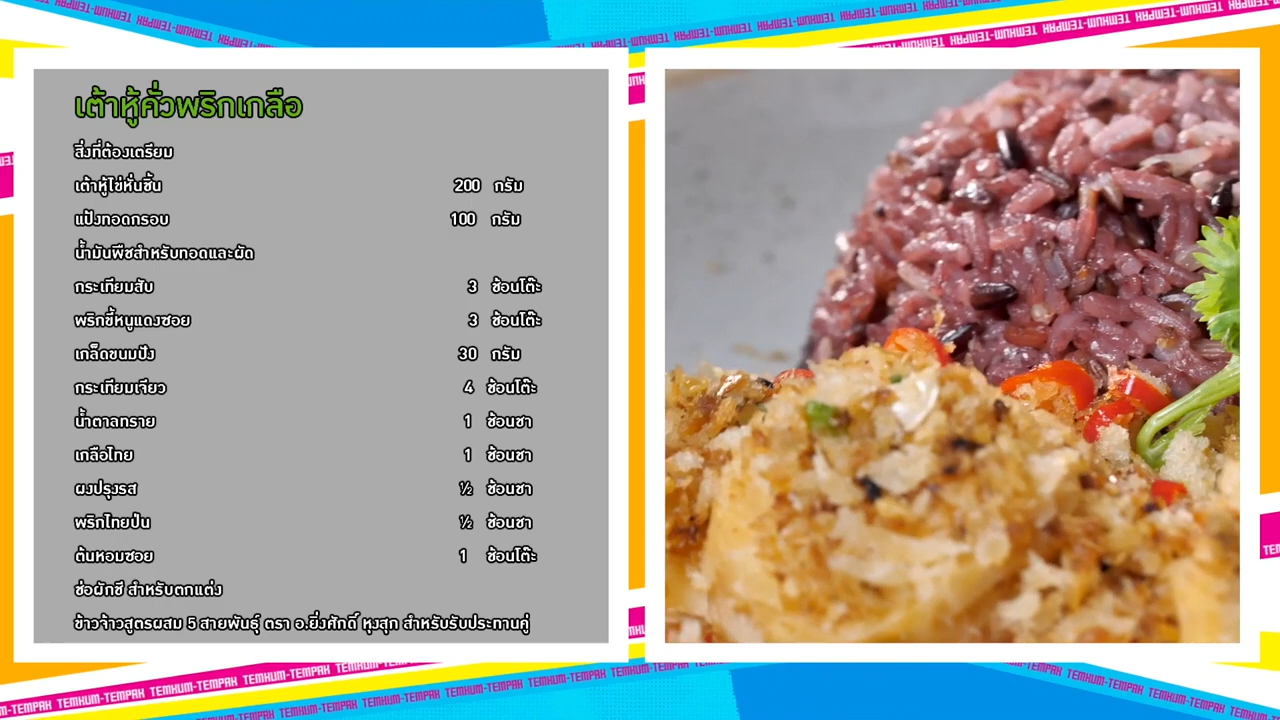 เต้าหู้คั่วพริกเกลือ
สิ่งที่ต้องเตรียม
เต้าหู้ไข่หั่นชิ้น 200 กรัม
แป้งทอดกรอบ 100 กรัม
น้ำมันพืชสำหรับทอดและผัด
กระเทียมสับ 3 ช้อนโต๊ะ
พริกขี้หนูแดงซอย 3 ช้อนโต๊ะ
เกล็ดขนมปัง 30 กรัม
กระเทียมเจียว 4 ช้อนโต๊ะ
น้ำตาลทราย 1 ช้อนชา
เกลือไทย 1 ช้อนชา
ผงปรุงรส ½ ช้อนชา
พริกไทยป่น ½ ช้อนชา
ต้นหอมซอย 1 ช้อนโต๊ะ
ช่อผักชี สำหรับตกแต่ง
ข้าวจ้าวสูตรผสม 5 สายพันธุ์ ตรา อ.ยิ่งศักดิ์ หุงสุก สำหรับรับประทานคู่
TEMHUM-TEMPAK TEMHUM-TEMPAK TEMHUM-TEMPAK TEMHUM-TEMPAK